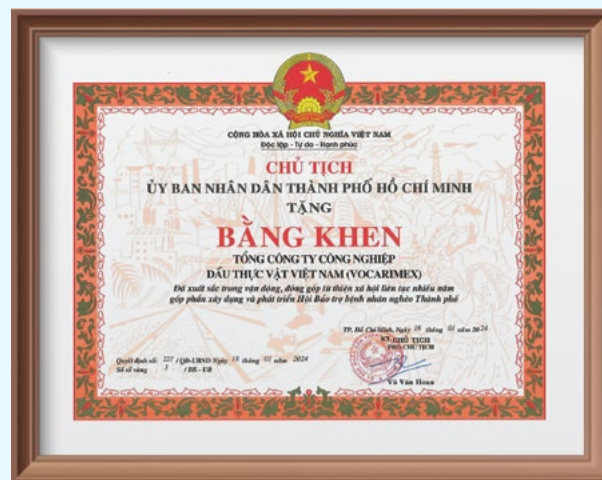 CỘNG HÒA XÃ HỘI CHỦ NGHĨA VIỆT NAM
Độc lập - Tự do - Hạnh phúc
CHỦ TỊCH
ỦY BAN NHÂN DÂN THÀNH PHỐ HỒ CHÍ MINH
TẶNG
BẰNG KHEN
TỔNG CÔNG TY CÔNG NGHIỆP
DẦU THỰC VẬT VIỆT NAM (VOCARIMEX)
Đã xuất sắc trong vận động, đóng góp từ thiện xã hội liên tục nhiều năm
góp phần xây dựng và phát triển Hội Bảo trợ bệnh nhân nghèo Thành phố
TP. Hồ Chí Minh, Ngày 18 tháng 01 năm 2024
KT. CHỦ TỊCH
PHÓ CHỦ TỊCH
Quyết định số: 227 / QĐ-UBND Ngày 18 tháng 01 năm 2024
Số sổ vàng 3 / BK - UB
Võ Văn Hoan